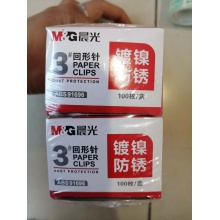 M&G晨光
3# 回形针
PAPER
CLIPS
RUST PROTECTION
ABS91696
镀镍
防锈
100枚/盒
M&G晨光
3# 回形针
PAPER
CLIPS
RUST PROTECTION
ABS91696
镀镍
防锈
100枚/盒